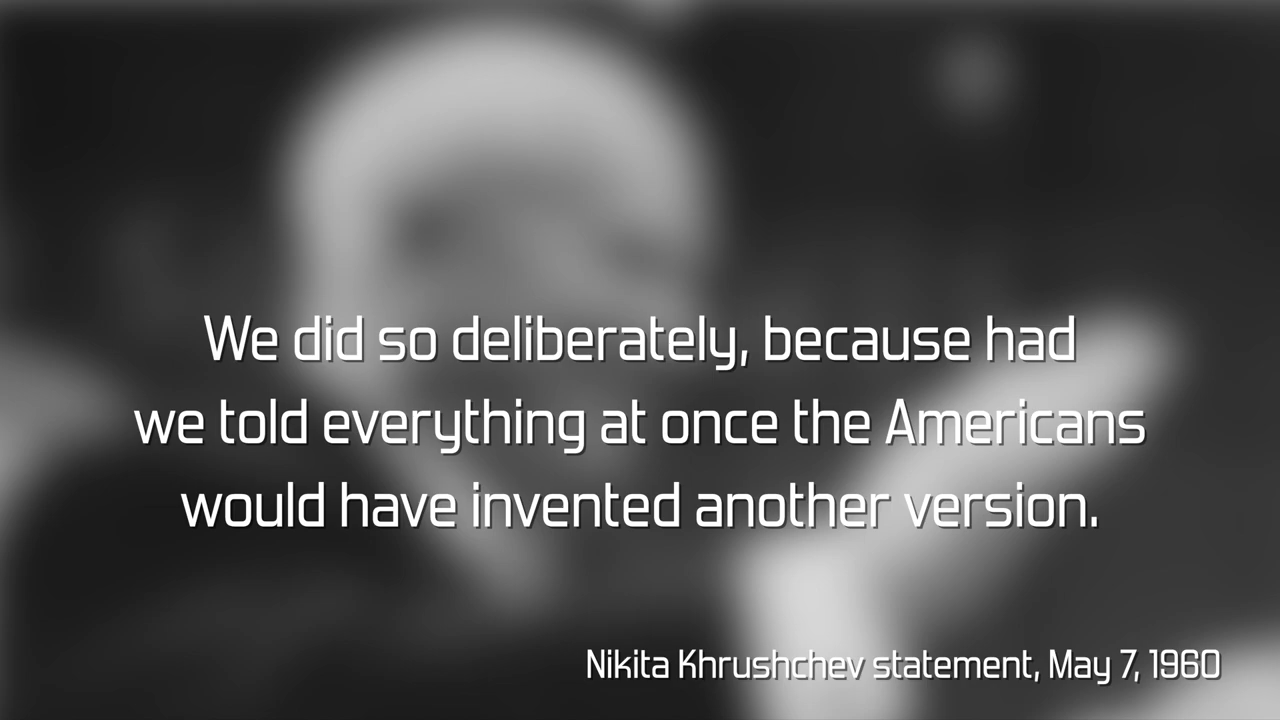 We did so deliberately, because had
we told everything at once the Americans
would have invented another version.
Nikita Khrushchev statement, May 7, 1960